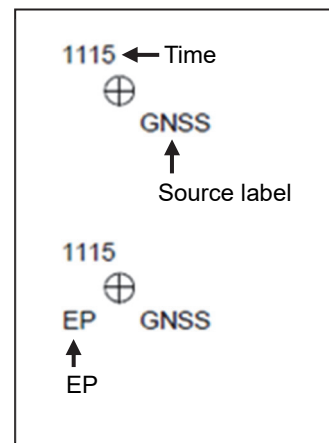 1115 Time
GNSS
Source label
1115
EP GNSS
EP